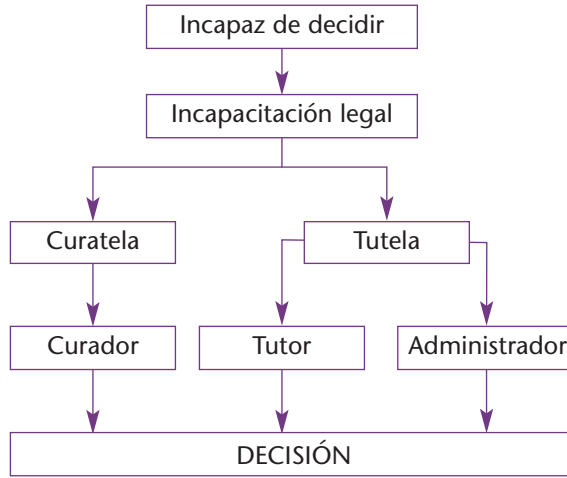 Incapaz de decidir
Incapacitación legal
Curatela
Tutela
Curador
Tutor
Administrador
DECISIÓN